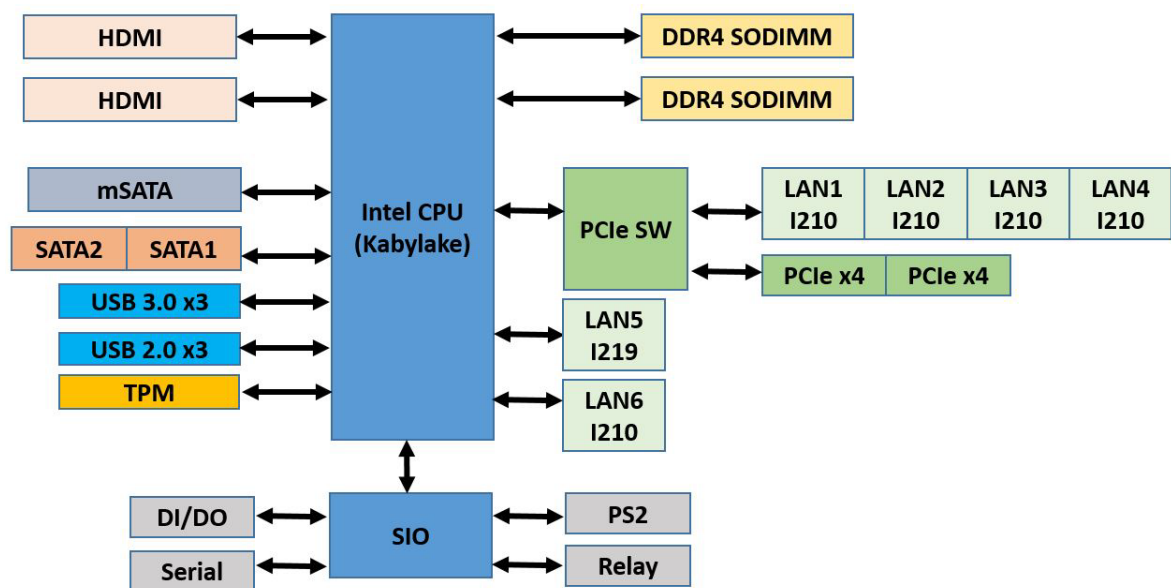 HDMI
DDR4 SODIMM
HDMI
DDR4 SODIMM
mSATA
Intel CPU
(Kabylake)
PCIe SW
LAN1
I210
LAN2
I210
LAN3
I210
LAN4
I210
SATA2
SATA1
PCIe x4
PCIe x4
USB 3.0 x3
LAN5
I219
USB 2.0 x3
TPM
LAN6
I210
DI/DO
SIO
PS2
Serial
Relay